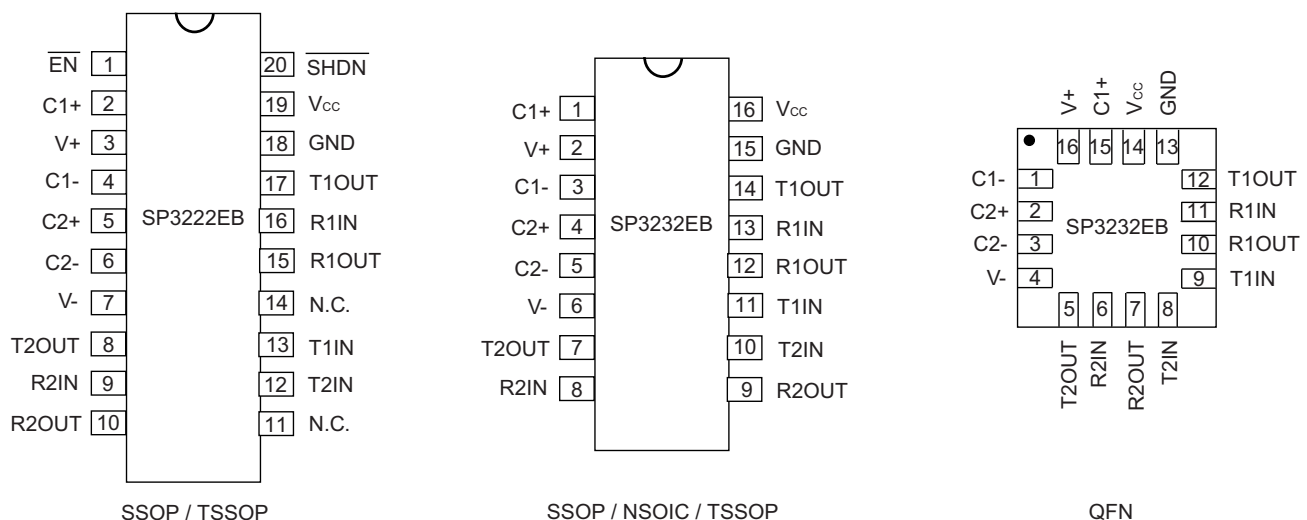 EN 1 20 SHDN
C1+ 2 19 Vcc
V+ 3 18 GND
C1- 4 17 T1OUT
C2+ 5 SP3222EB 16 R1IN
C2- 6 15 R1OUT
V- 7 14 N.C.
T2OUT 8 13 T1IN
R2IN 9 12 T2IN
R2OUT 10 11 N.C.
SSOP / TSSOP
C1+ 1 16 Vcc
V+ 2 15 GND
C1- 3 14 T1OUT
C2+ 4 SP3232EB 13 R1IN
C2- 5 12 R1OUT
V- 6 11 T1IN
T2OUT 7 10 T2IN
R2IN 8 9 R2OUT
SSOP / NSOIC / TSSOP
V+ C1+ Vcc GND
16 15 14 13
C1- 1 12 T1OUT
C2+ 2 11 R1IN
SP3232EB
C2- 3 10 R1OUT
V- 4 9 T1IN
5 6 7 8
T2OUT R2IN R2OUT T2IN
QFN